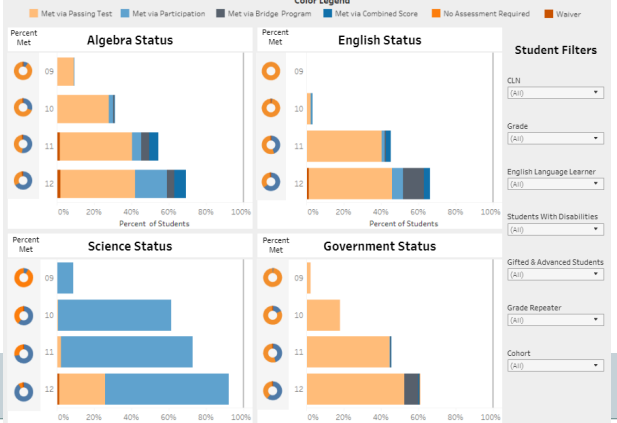 Color Legend
Met via Passing Test Met via Participation Met via Bridge Program Met via Combined Score No Assessment Required Waiver
Percent Met
Algebra Status
09
10
11
12
0% 20% 40% 60% 80% 100%
Percent of Students
Percent Met
English Status
09
10
11
12
0% 20% 40% 60% 80% 100%
Percent of Students
Percent Met
Science Status
09
10
11
12
0% 20% 40% 60% 80% 100%
Percent Met
Government Status
09
10
11
12
0% 20% 40% 60% 80% 100%
Student Filters
CLN
(All)
Grade
(All)
English Language Learner
(All)
Students With Disabilities
(All)
Gifted & Advanced Students
(All)
Grade Repeater
(All)
Cohort
(All)